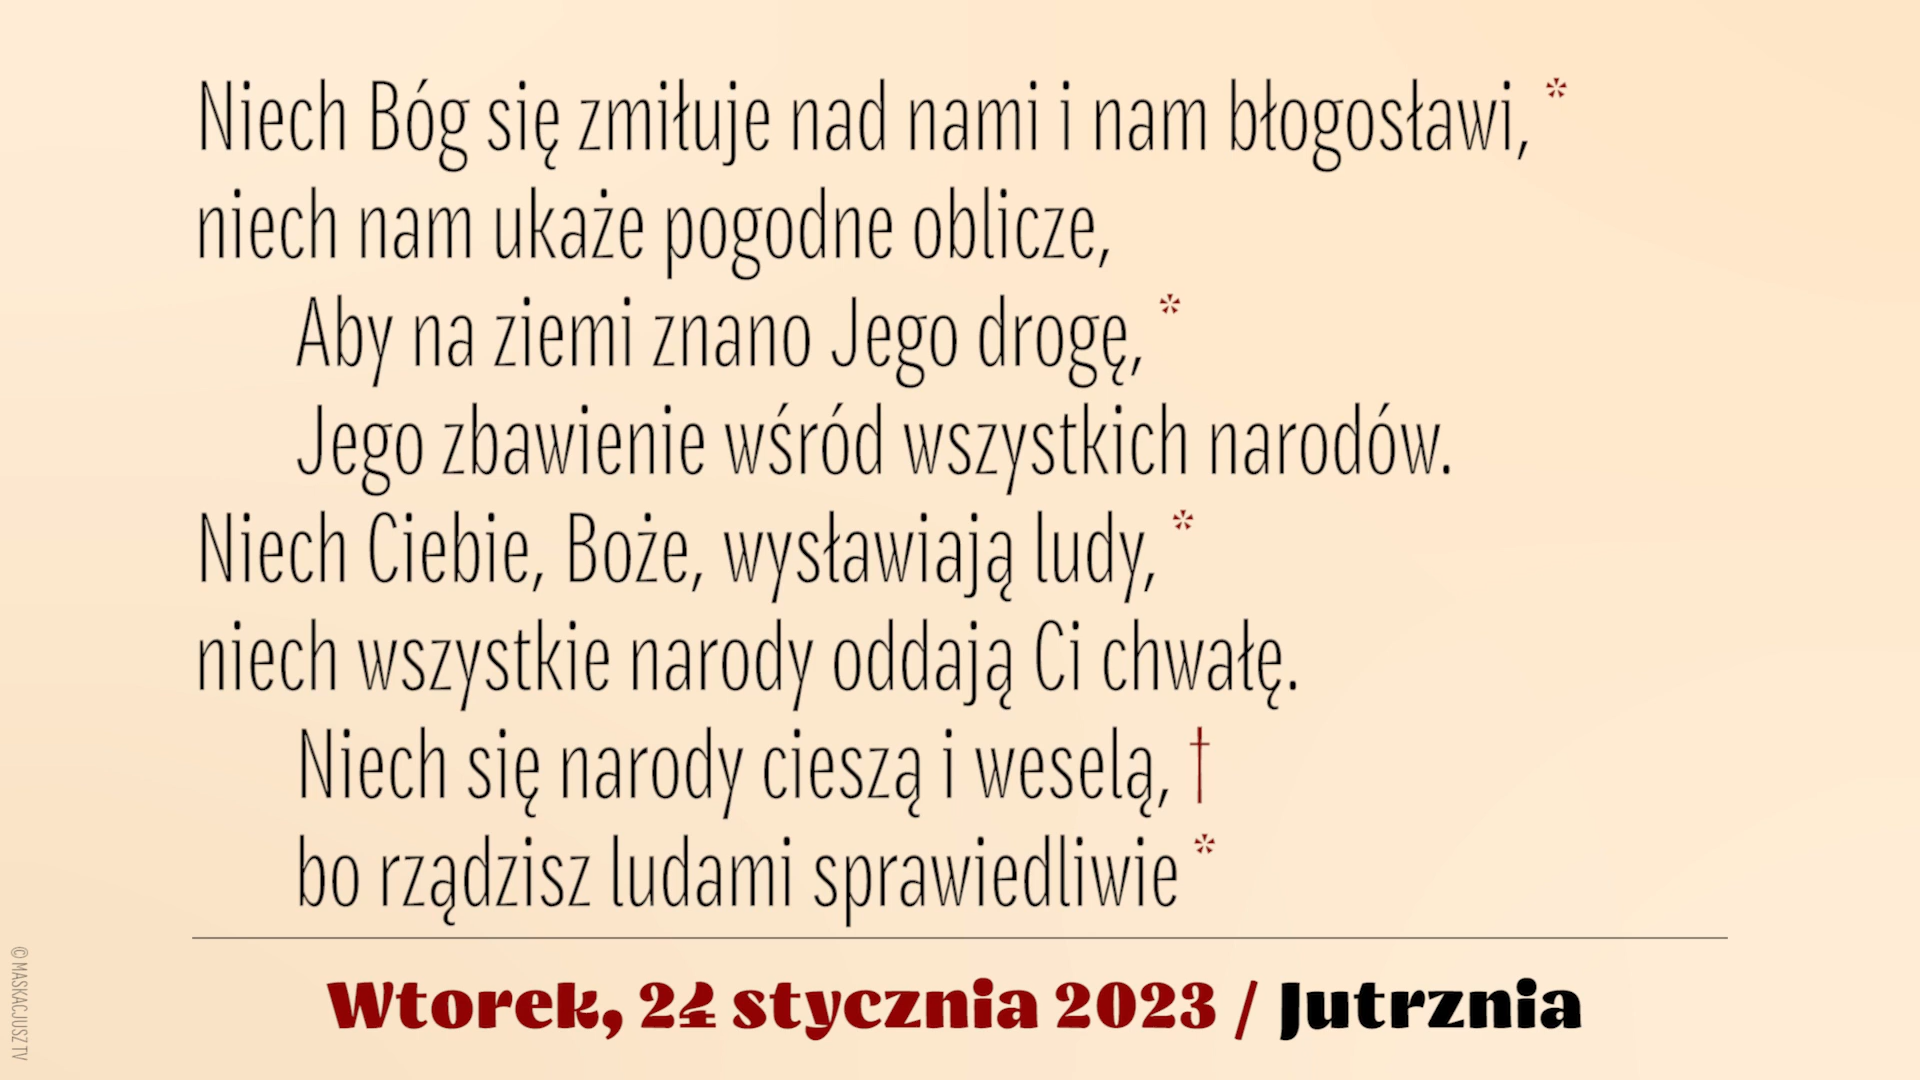 Niech Bóg się zmiłuje nad nami i nam błogosławi, *
niech nam ukaże pogodne oblicze,
Aby na ziemi znano Jego drogę, *
Jego zbawienie wśród wszystkich narodów.
Niech Ciebie, Boże, wysławiają ludy, *
niech wszystkie narody oddają Ci chwałę.
Niech się narody cieszą i weselą, †
bo rządzisz ludami sprawiedliwie *
Wtorek, 24 stycznia 2023 / Jutrznia
© MASKACJUSZ TV